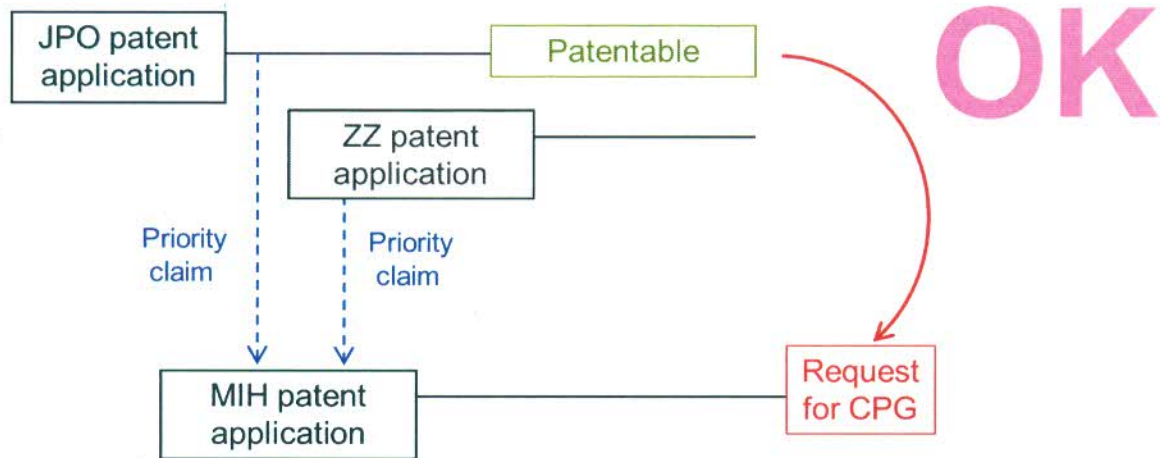 JPO patent
application
Patentable
OK
ZZ patent
application
Priority
claim
Priority
claim
MIH patent
application
Request
for CPG